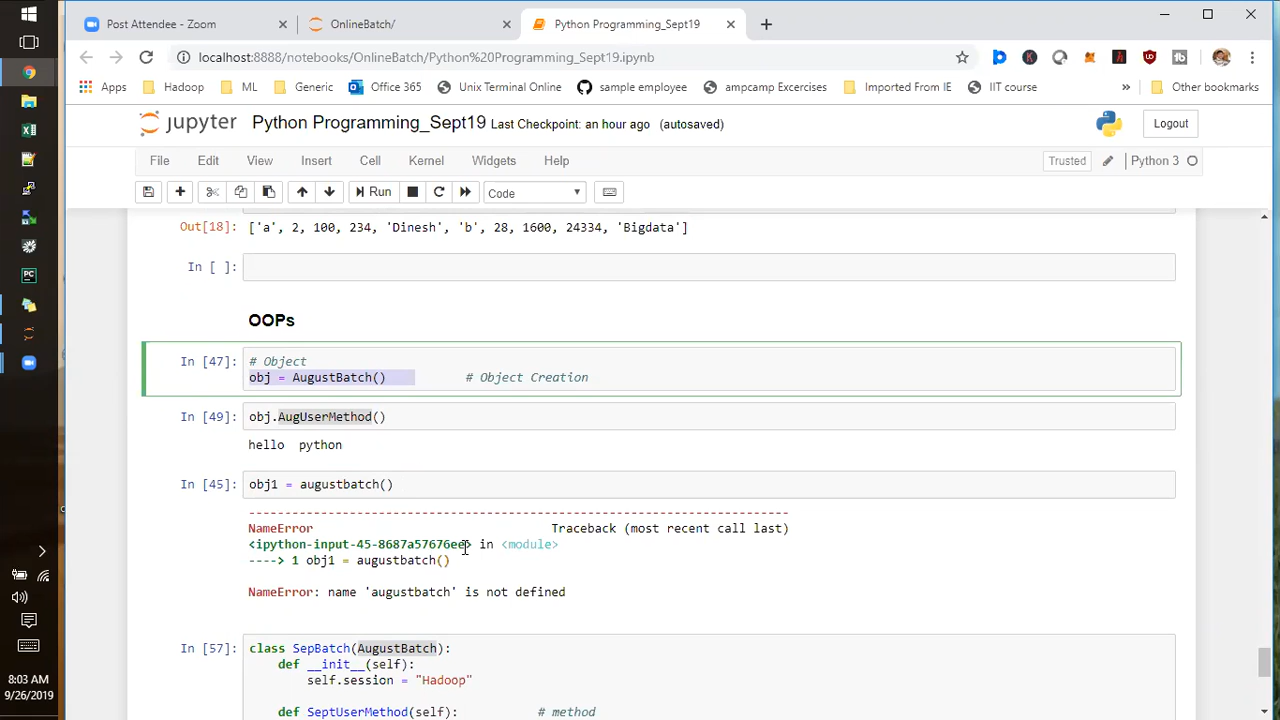 Post Attendee - Zoom
OnlineBatch/
Python Programming_Sept19
localhost:8888/notebooks/OnlineBatch/Python%20Programming_Sept19.ipynb
Apps
Hadoop
ML
Generic
Office 365
Unix Terminal Online
sample employee
ampcamp Excercises
Imported From IE
IIT course
»
Other bookmarks
jupyter Python Programming_Sept19 Last Checkpoint: an hour ago (autosaved)
Logout
File Edit View Insert Cell Kernel Widgets Help
Trusted
Python 3
Run
Code
Out[18]: ['a', 2, 100, 234, 'Dinesh', 'b', 28, 1600, 24334, 'Bigdata']
In [ ]:
OOPs
In [47]: # Object
obj = AugustBatch() # Object Creation
In [49]: obj.AugUserMethod()
hello  python
In [45]: obj1 = augustbatch()
---------------------------------------------------------------------------
NameError Traceback (most recent call last)
<ipython-input-45-8687a57676ee> in <module>
----> 1 obj1 = augustbatch()
NameError: name 'augustbatch' is not defined
In [57]: class SepBatch(AugustBatch):
def __init__(self):
self.session = "Hadoop"
def SeptUserMethod(self): # method
8:03 AM
9/26/2019